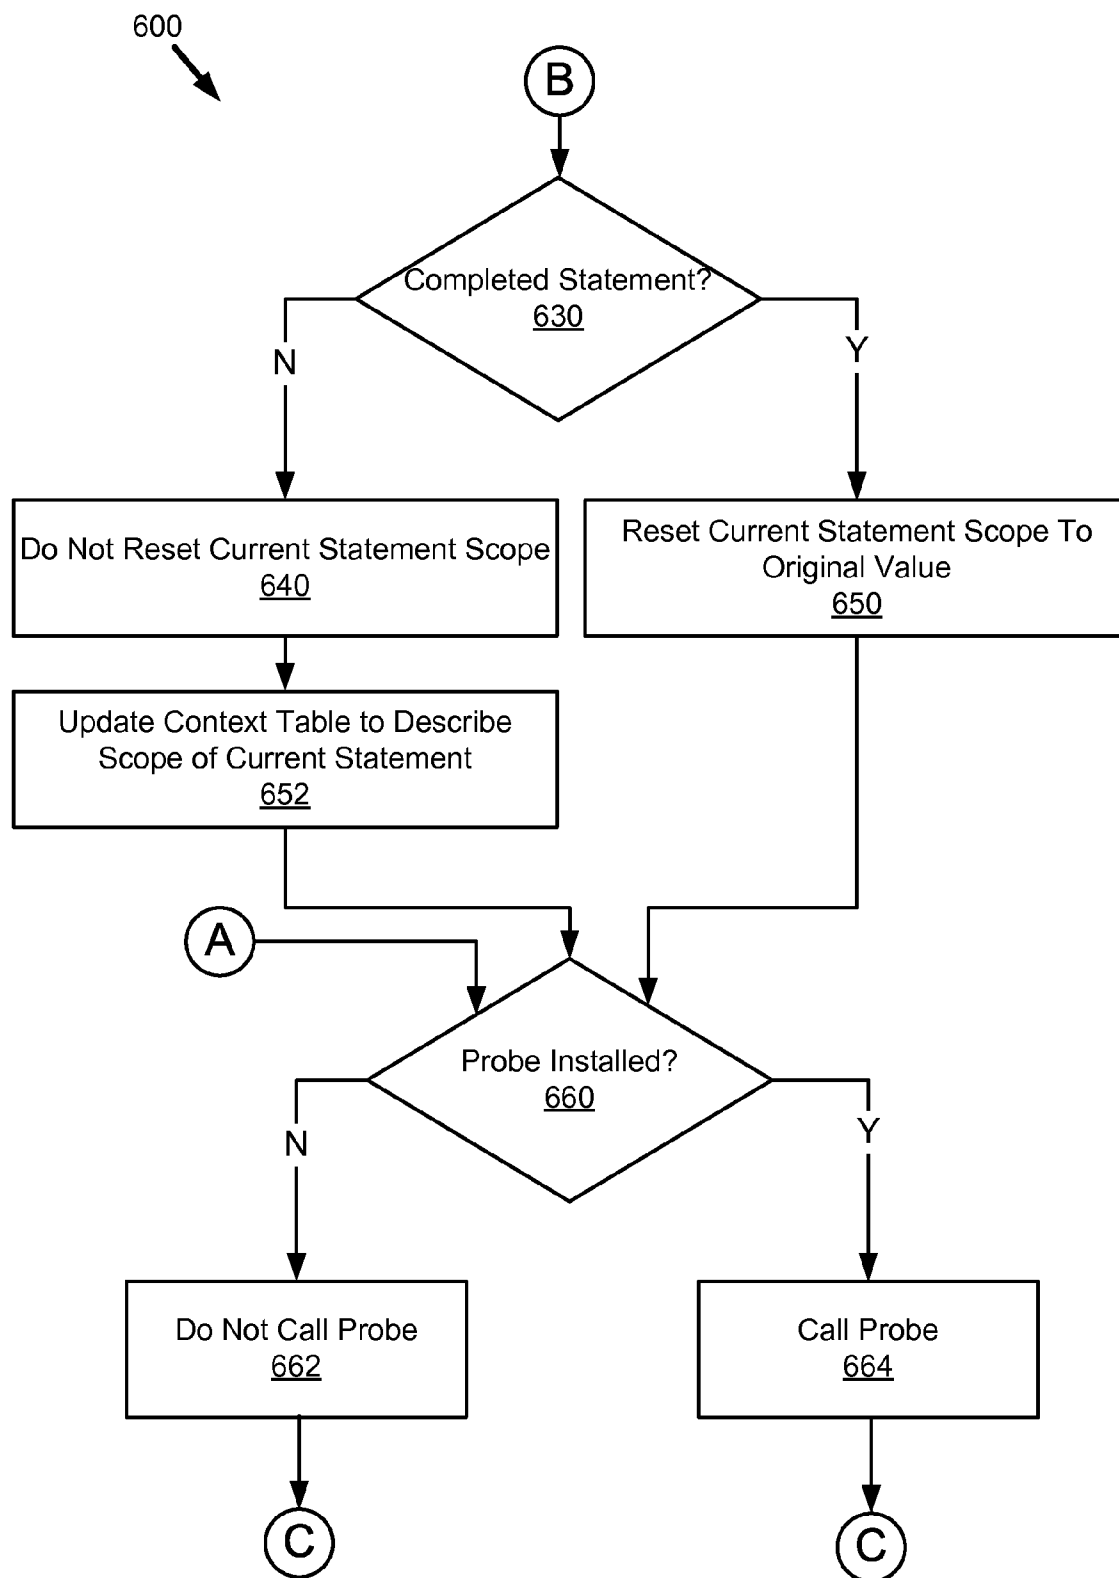 600
B
Completed Statement?
630
N
Y
Do Not Reset Current Statement Scope
640
Reset Current Statement Scope To
Original Value
650
Update Context Table to Describe
Scope of Current Statement
652
A
Probe Installed?
660
N
Y
Do Not Call Probe
662
Call Probe
664
C
C